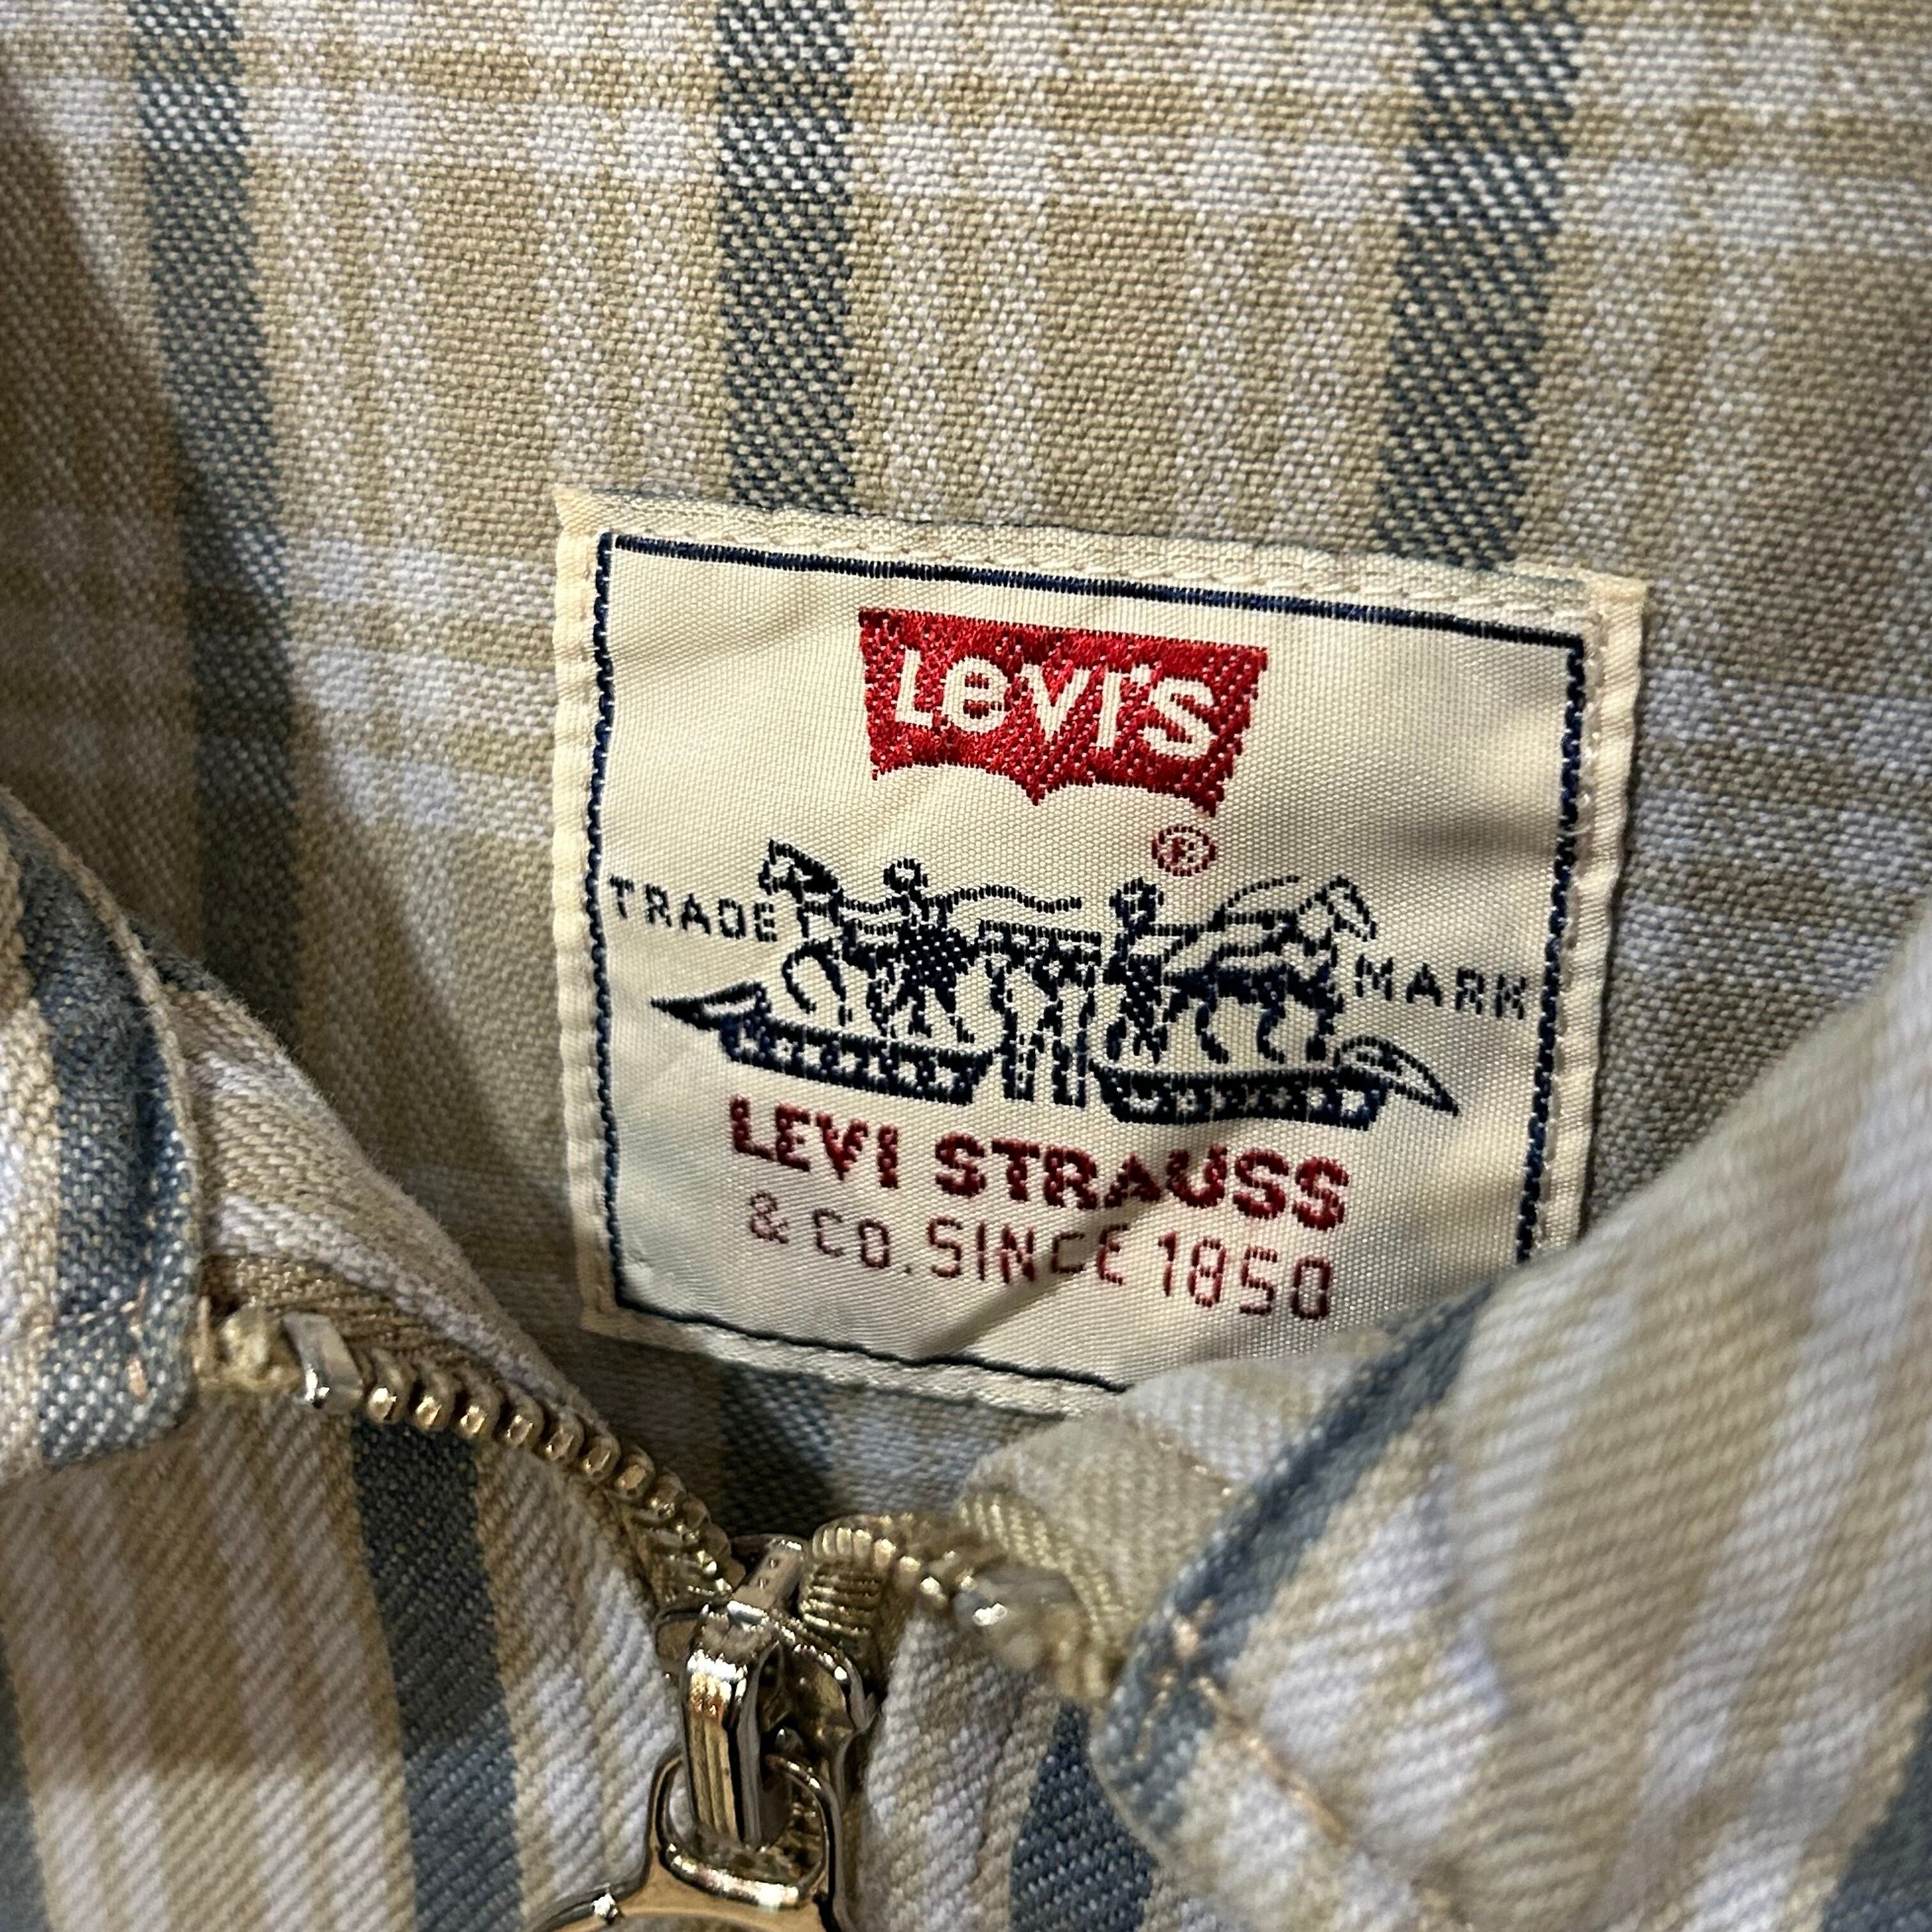 Levi's
®
TRADE MARK
LEVI STRAUSS
& CO. SINCE 1850